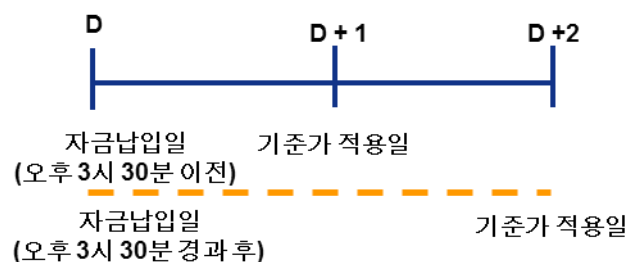 D
D + 1
D +2
자금납입일
(오후 3시 30분 이전)
기준가 적용일
자금납입일
(오후 3시 30분 경과 후)
기준가 적용일